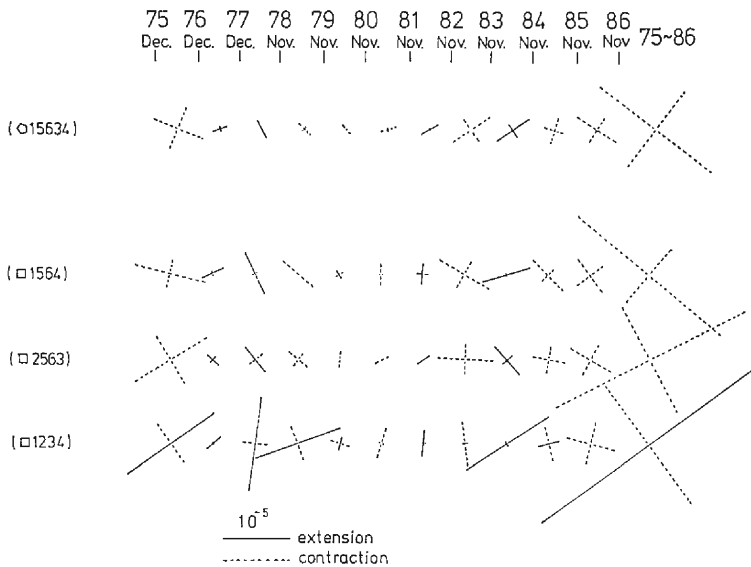 75 76 77 78 79 80 81 82 83 84 85 86 75~86
Dec. Dec. Dec. Nov. Nov. Nov. Nov. Nov. Nov. Nov. Nov. Nov
(⬠15634)
(□1564)
(□2563)
(□1234)
10⁻⁵
extension
contraction